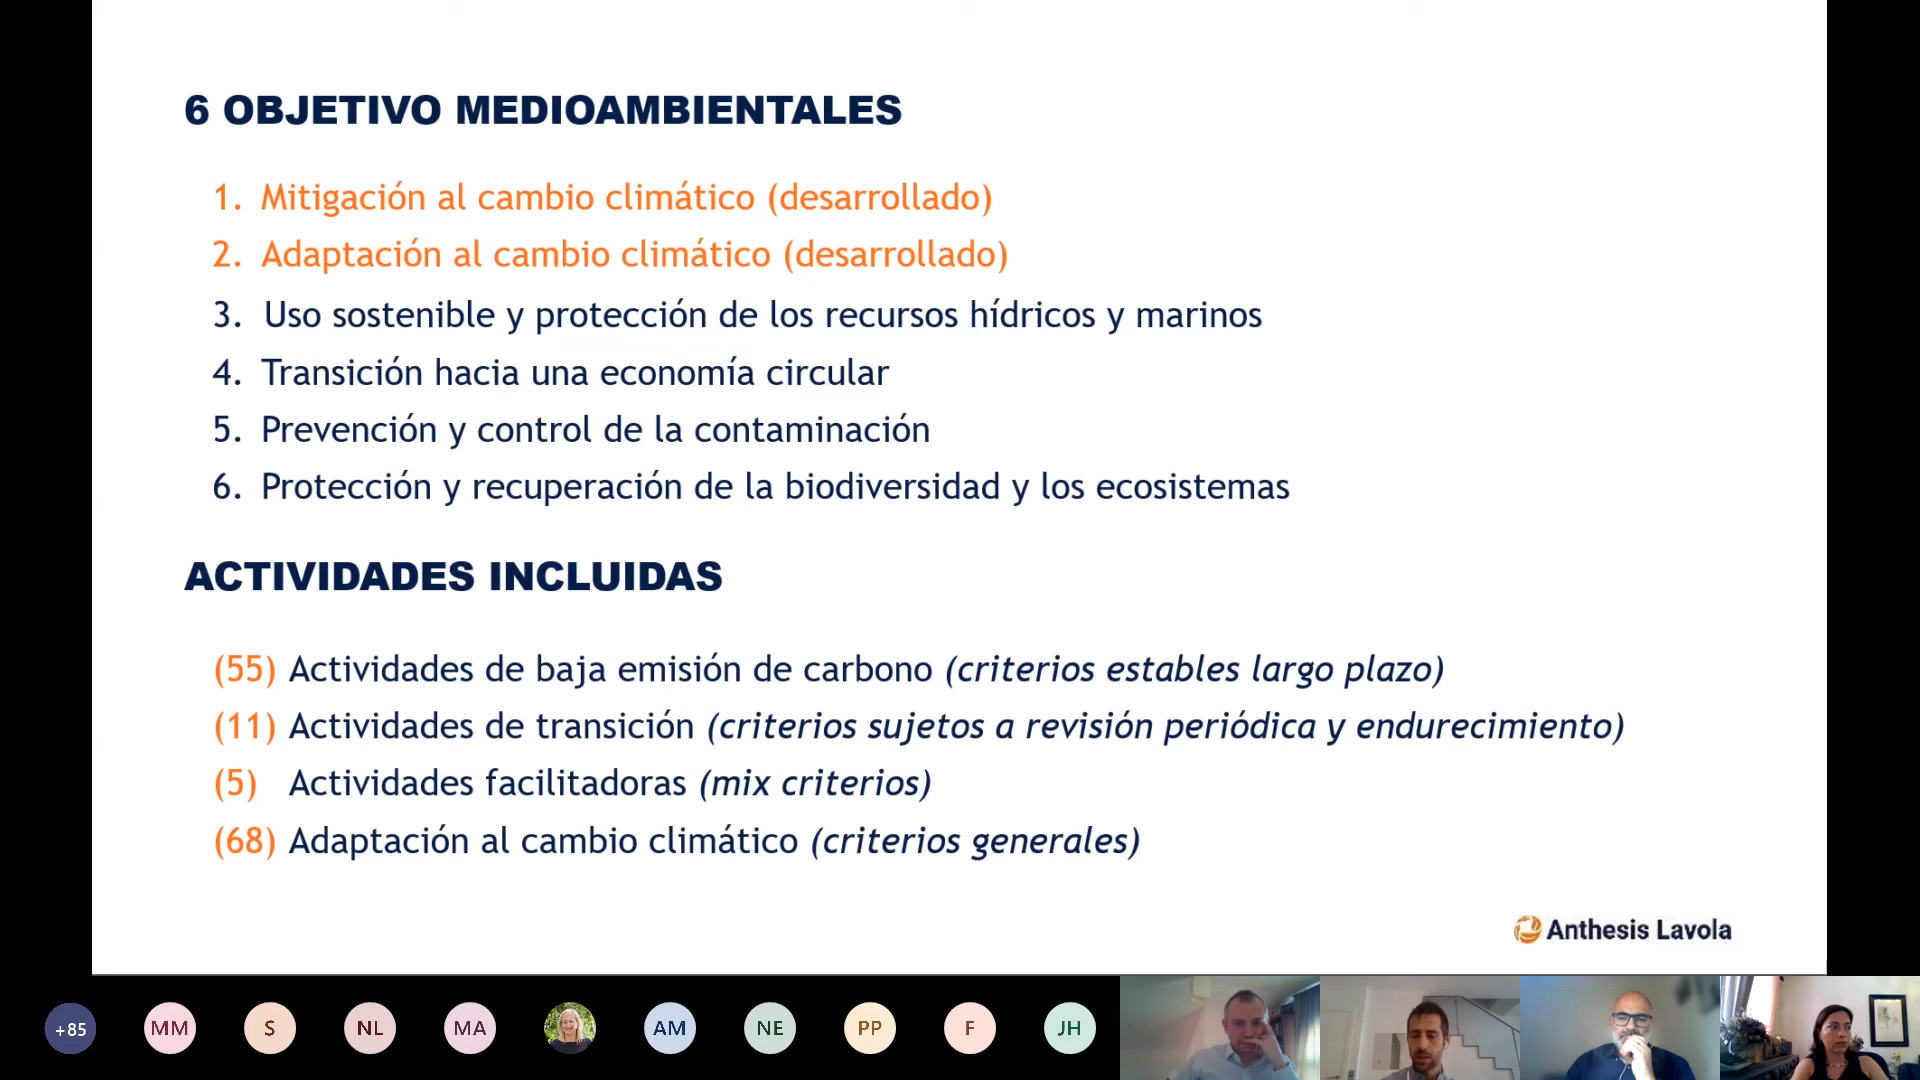 6 OBJETIVO MEDIOAMBIENTALES
1. Mitigación al cambio climático (desarrollado)
2. Adaptación al cambio climático (desarrollado)
3. Uso sostenible y protección de los recursos hídricos y marinos
4. Transición hacia una economía circular
5. Prevención y control de la contaminación
6. Protección y recuperación de la biodiversidad y los ecosistemas
ACTIVIDADES INCLUIDAS
(55) Actividades de baja emisión de carbono (criterios estables largo plazo)
(11) Actividades de transición (criterios sujetos a revisión periódica y endurecimiento)
(5) Actividades facilitadoras (mix criterios)
(68) Adaptación al cambio climático (criterios generales)
Anthesis Lavola
+85 MM S NL MA AM NE PP F JH